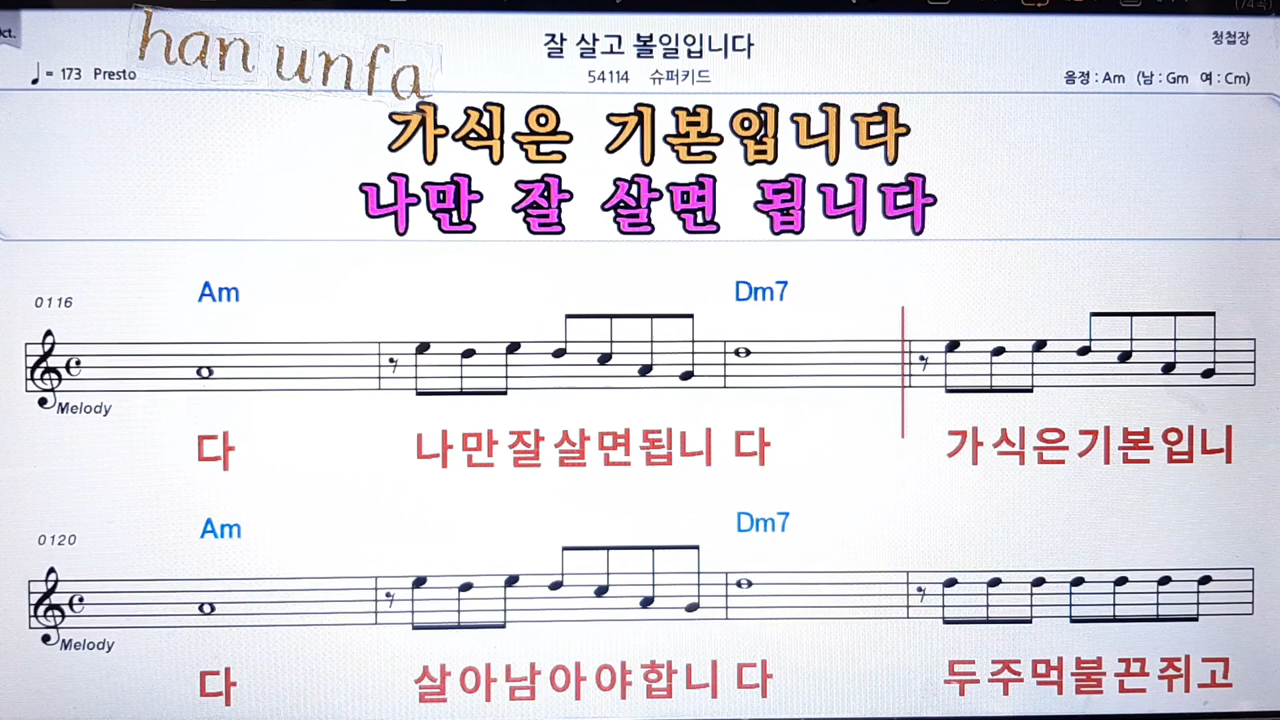 ct.
han unfa
잘 살고 볼일입니다
청첩장
♩= 173 Presto
54114 슈퍼키드
음정 : Am (남 : Gm 여 : Cm)
가식은 기본입니다
나만 잘 살면 됩니다
0116
Am Dm7
Melody
다 나만잘살면됩니 다 가식은기본입니
0120
Am Dm7
Melody
다 살아남아야합니 다 두주먹불끈쥐고